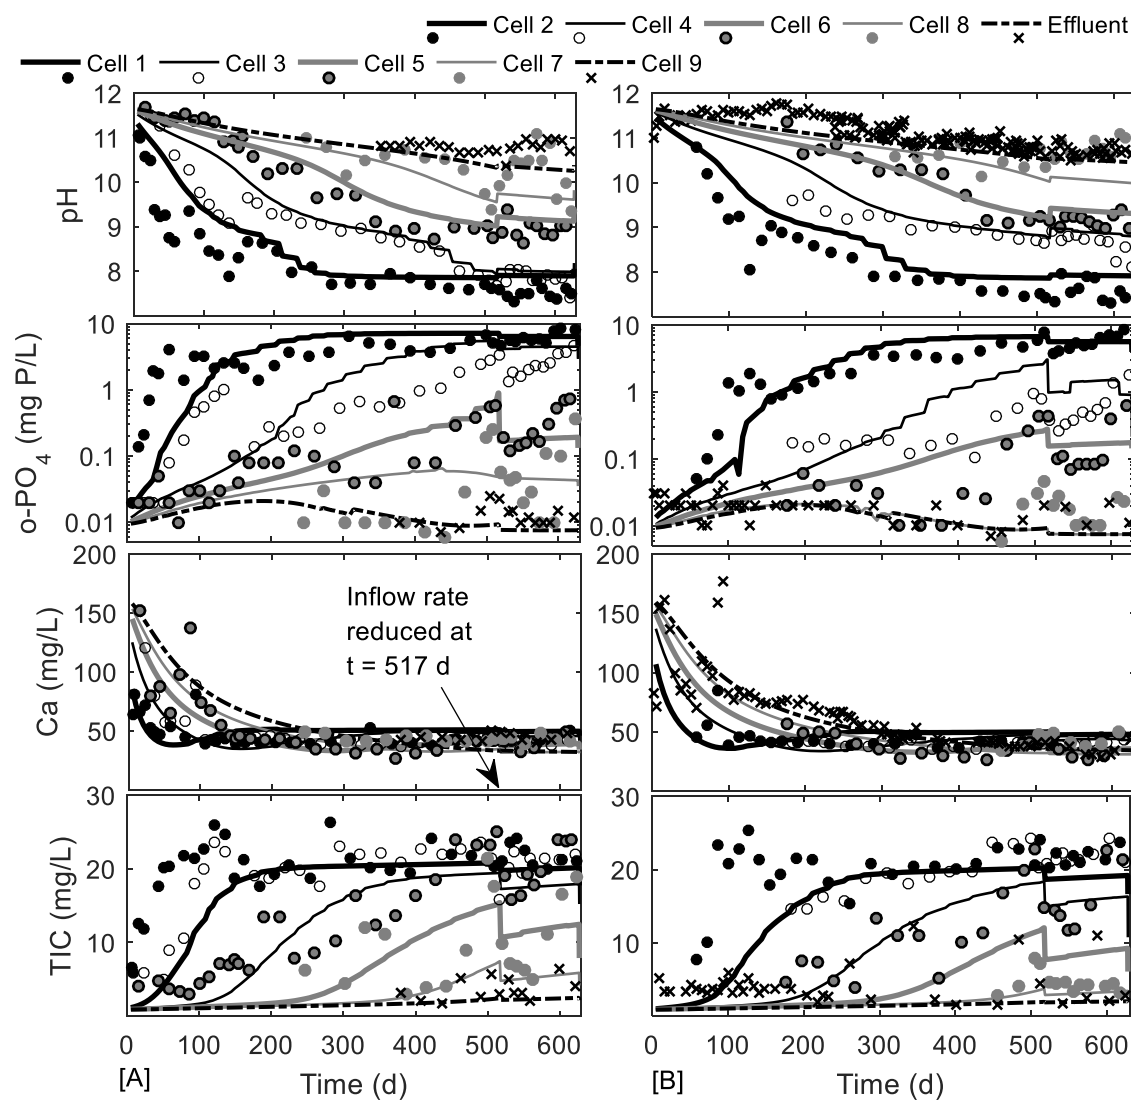 Cell 2 Cell 4 Cell 6 Cell 8 Effluent
Cell 1 Cell 3 Cell 5 Cell 7 Cell 9
12 12
11 11
pH 10 10
9 9
8 8
10 10
o-PO4 (mg P/L) 1 1
0.1 0.1
0.01 0.01
200 200
Ca (mg/L) 150 150
100 100
50 50
Inflow rate
reduced at
t = 517 d
30 30
TIC (mg/L) 20 20
10 10
0 100 200 300 400 500 600 0 100 200 300 400 500 600
[A] Time (d) [B] Time (d)